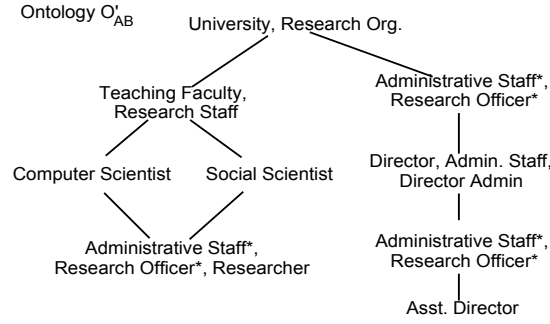 Ontology O'AB
University, Research Org.
Teaching Faculty,
Research Staff
Administrative Staff*,
Research Officer*
Computer Scientist
Social Scientist
Director, Admin. Staff,
Director Admin
Administrative Staff*,
Research Officer*, Researcher
Administrative Staff*,
Research Officer*
Asst. Director